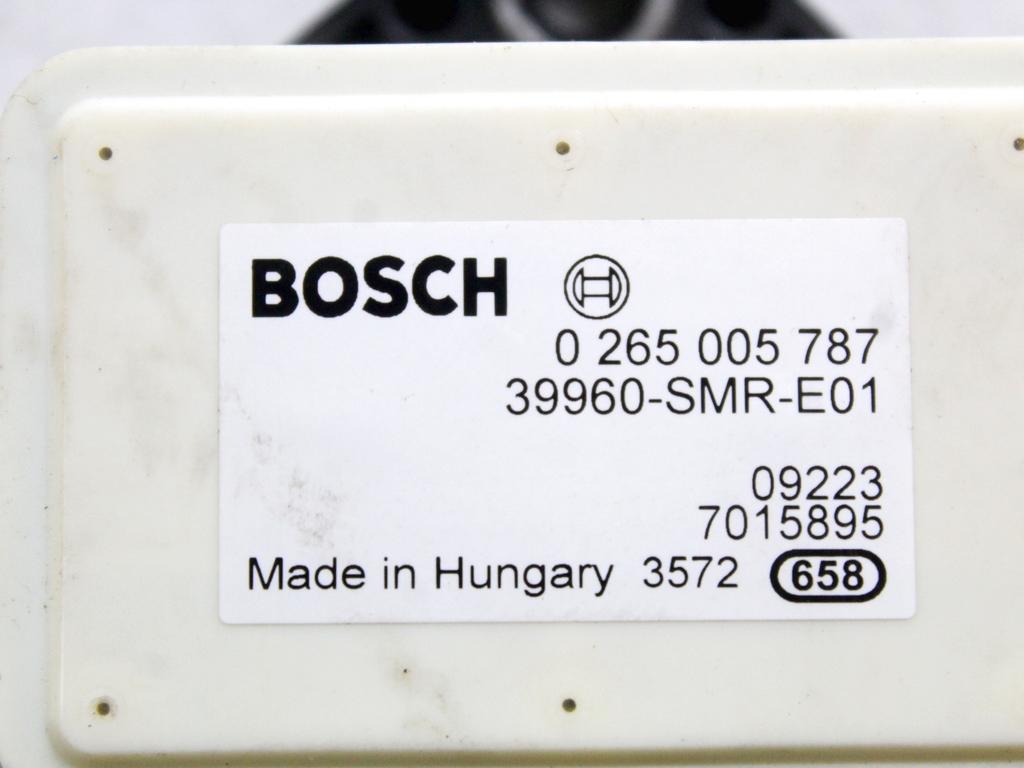 BOSCH
0 265 005 787
39960-SMR-E01
09223
7015895
Made in Hungary 3572 658